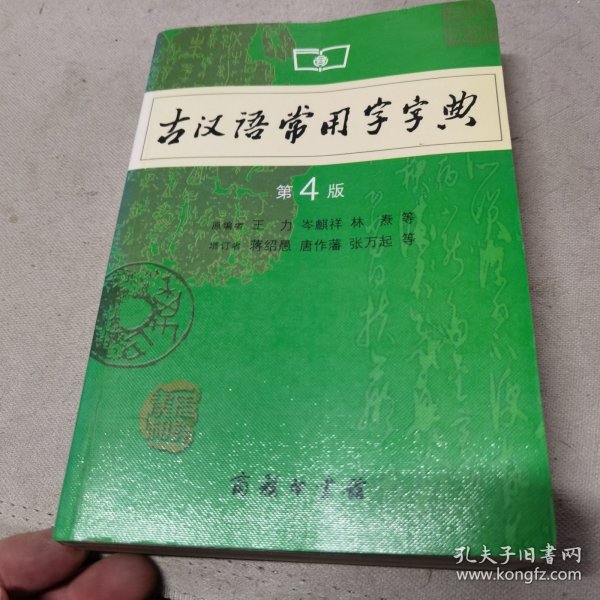 古汉语常用字字典
第4版
原编者 王力 岑麒祥 林焘 等
增订者 蒋绍愚 唐作藩 张万起 等
商务印书馆
孔夫子旧书网
www.kongfz.com